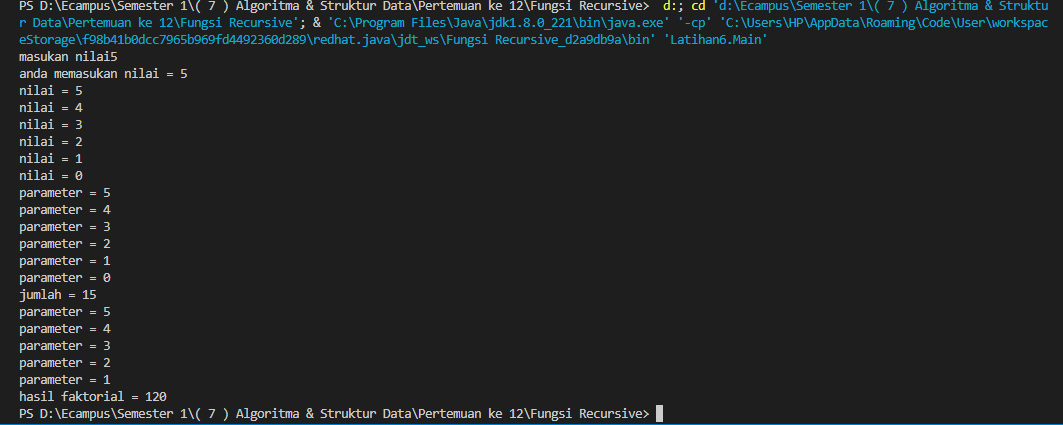 PS D:\Ecampus\Semester 1\( 7 ) Algoritma & Struktur Data\Pertemuan ke 12\Fungsi Recursive>  d:; cd 'd:\Ecampus\Semester 1\( 7 ) Algoritma & Struktu
r Data\Pertemuan ke 12\Fungsi Recursive'; & 'C:\Program Files\Java\jdk1.8.0_221\bin\java.exe' '-cp' 'C:\Users\HP\AppData\Roaming\Code\User\workspac
eStorage\f98b41b0dcc7965b969fd4492360d289\redhat.java\jdt_ws\Fungsi Recursive_d2a9db9a\bin' 'Latihan6.Main'
masukan nilai5
anda memasukan nilai = 5
nilai = 5
nilai = 4
nilai = 3
nilai = 2
nilai = 1
nilai = 0
parameter = 5
parameter = 4
parameter = 3
parameter = 2
parameter = 1
parameter = 0
jumlah = 15
parameter = 5
parameter = 4
parameter = 3
parameter = 2
parameter = 1
hasil faktorial = 120
PS D:\Ecampus\Semester 1\( 7 ) Algoritma & Struktur Data\Pertemuan ke 12\Fungsi Recursive>